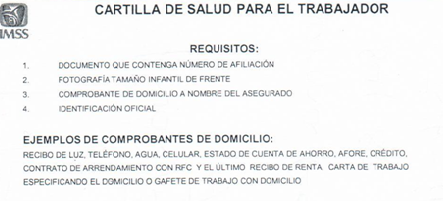 IMSS
CARTILLA DE SALUD PARA EL TRABAJADOR
REQUISITOS:
1. DOCUMENTO QUE CONTENGA NÚMERO DE AFILIACIÓN
2. FOTOGRAFÍA TAMAÑO INFANTIL DE FRENTE
3. COMPROBANTE DE DOMICILIO A NOMBRE DEL ASEGURADO
4. IDENTIFICACIÓN OFICIAL
EJEMPLOS DE COMPROBANTES DE DOMICILIO:
RECIBO DE LUZ, TELÉFONO, AGUA, CELULAR, ESTADO DE CUENTA DE AHORRO, AFORE, CRÉDITO,
CONTRATO DE ARRENDAMIENTO CON RFC Y EL ÚLTIMO RECIBO DE RENTA CARTA DE TRABAJO
ESPECIFICANDO EL DOMICILIO O GAFETE DE TRABAJO CON DOMICILIO